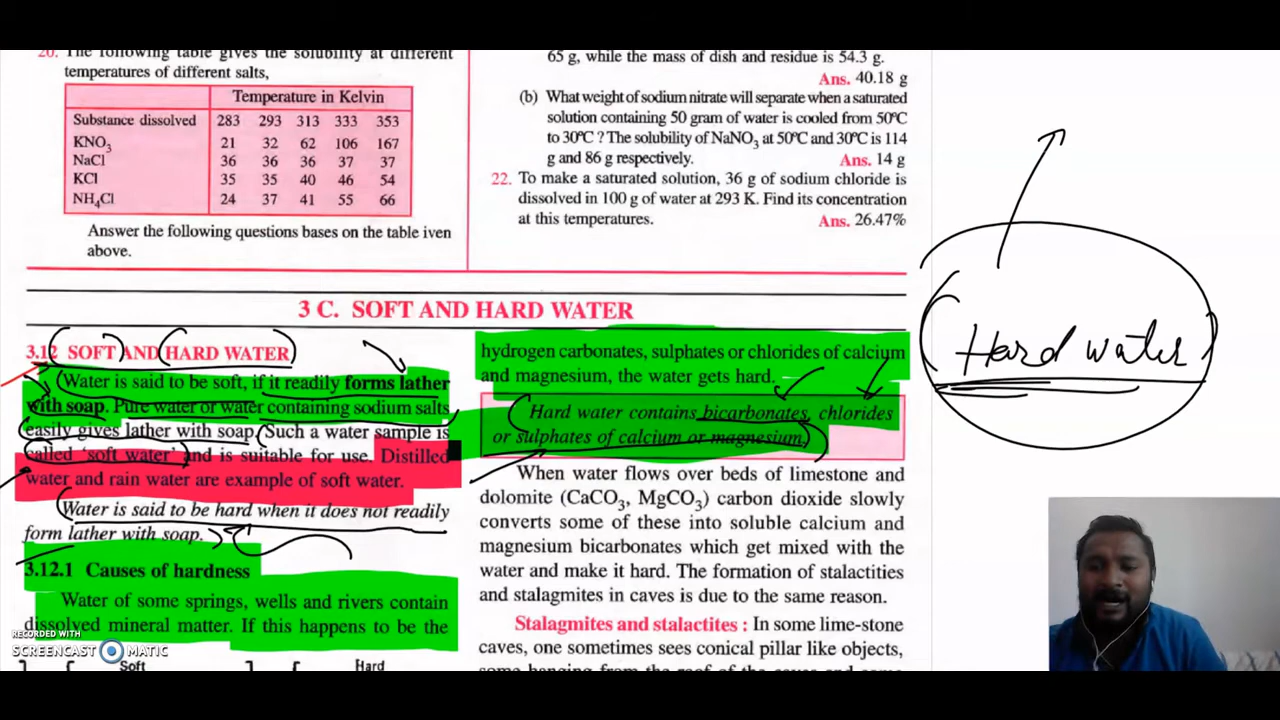 20. The following table gives the solubility at different
temperatures of different salts,
Temperature in Kelvin
Substance dissolved 283 293 313 333 353
KNO₃ 21 32 62 106 167
NaCl 36 36 36 37 37
KCl 35 35 40 46 54
NH₄Cl 24 37 41 55 66
Answer the following questions bases on the table iven
above.
65 g, while the mass of dish and residue is 54.3 g.
Ans. 40.18 g
(b) What weight of sodium nitrate will separate when a saturated
solution containing 50 gram of water is cooled from 50°C
to 30°C ? The solubility of NaNO₃ at 50°C and 30°C is 114
g and 86 g respectively. Ans. 14 g
22. To make a saturated solution, 36 g of sodium chloride is
dissolved in 100 g of water at 293 K. Find its concentration
at this temperatures. Ans. 26.47%
3 C. SOFT AND HARD WATER
3.12 SOFT AND HARD WATER
Water is said to be soft, if it readily forms lather
with soap. Pure water or water containing sodium salts
easily gives lather with soap. Such a water sample is
called 'soft water' and is suitable for use. Distilled
water and rain water are example of soft water.
Water is said to be hard when it does not readily
form lather with soap.
3.12.1 Causes of hardness
Water of some springs, wells and rivers contain
dissolved mineral matter. If this happens to be the
Soft Hard
hydrogen carbonates, sulphates or chlorides of calcium
and magnesium, the water gets hard.
Hard water contains bicarbonates, chlorides
or sulphates of calcium or magnesium.
When water flows over beds of limestone and
dolomite (CaCO₃, MgCO₃) carbon dioxide slowly
converts some of these into soluble calcium and
magnesium bicarbonates which get mixed with the
water and make it hard. The formation of stalactities
and stalagmites in caves is due to the same reason.
Stalagmites and stalactites : In some lime-stone
caves, one sometimes sees conical pillar like objects,
some hanging from the roof of the caves and some
Hard water
RECORDED WITH
SCREENCAST MATIC